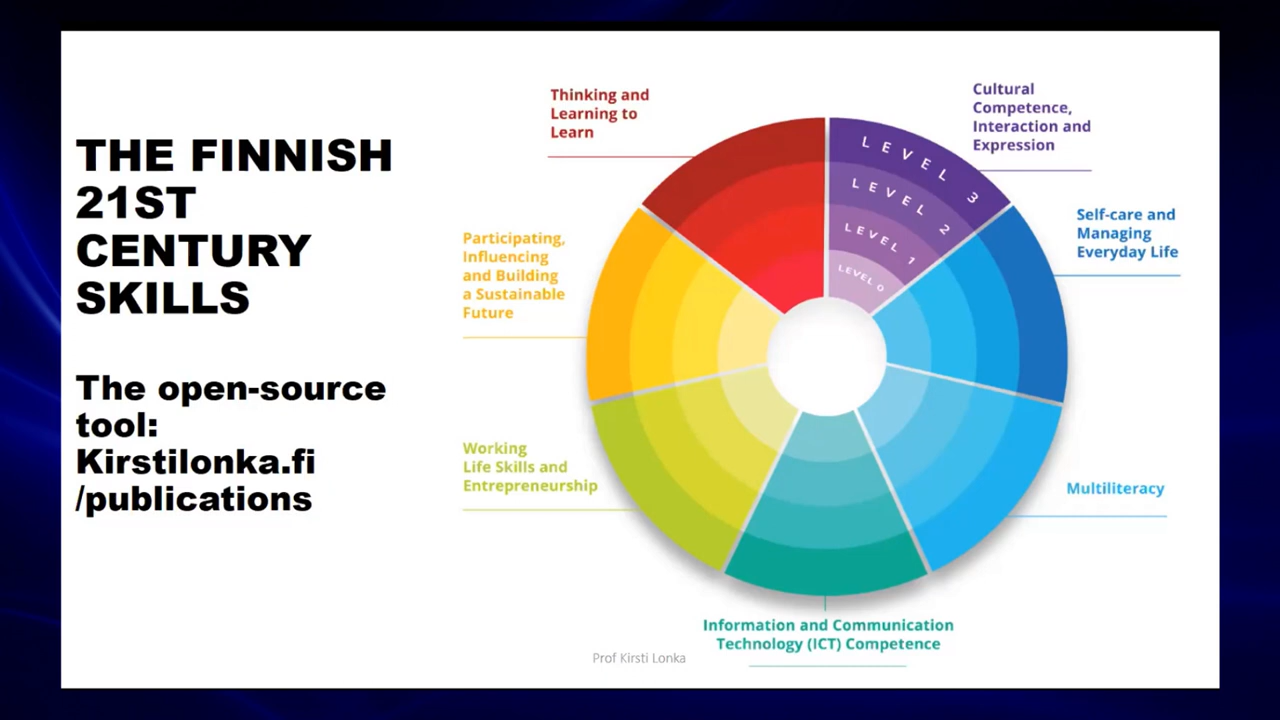 THE FINNISH
21ST
CENTURY
SKILLS
The open-source
tool:
Kirstilonka.fi
/publications
Thinking and
Learning to
Learn
Cultural
Competence,
Interaction and
Expression
LEVEL 3
LEVEL 2
LEVEL 1
LEVEL 0
Self-care and
Managing
Everyday Life
Participating,
Influencing
and Building
a Sustainable
Future
Working
Life Skills and
Entrepreneurship
Multiliteracy
Information and Communication
Technology (ICT) Competence
Prof Kirsti Lonka